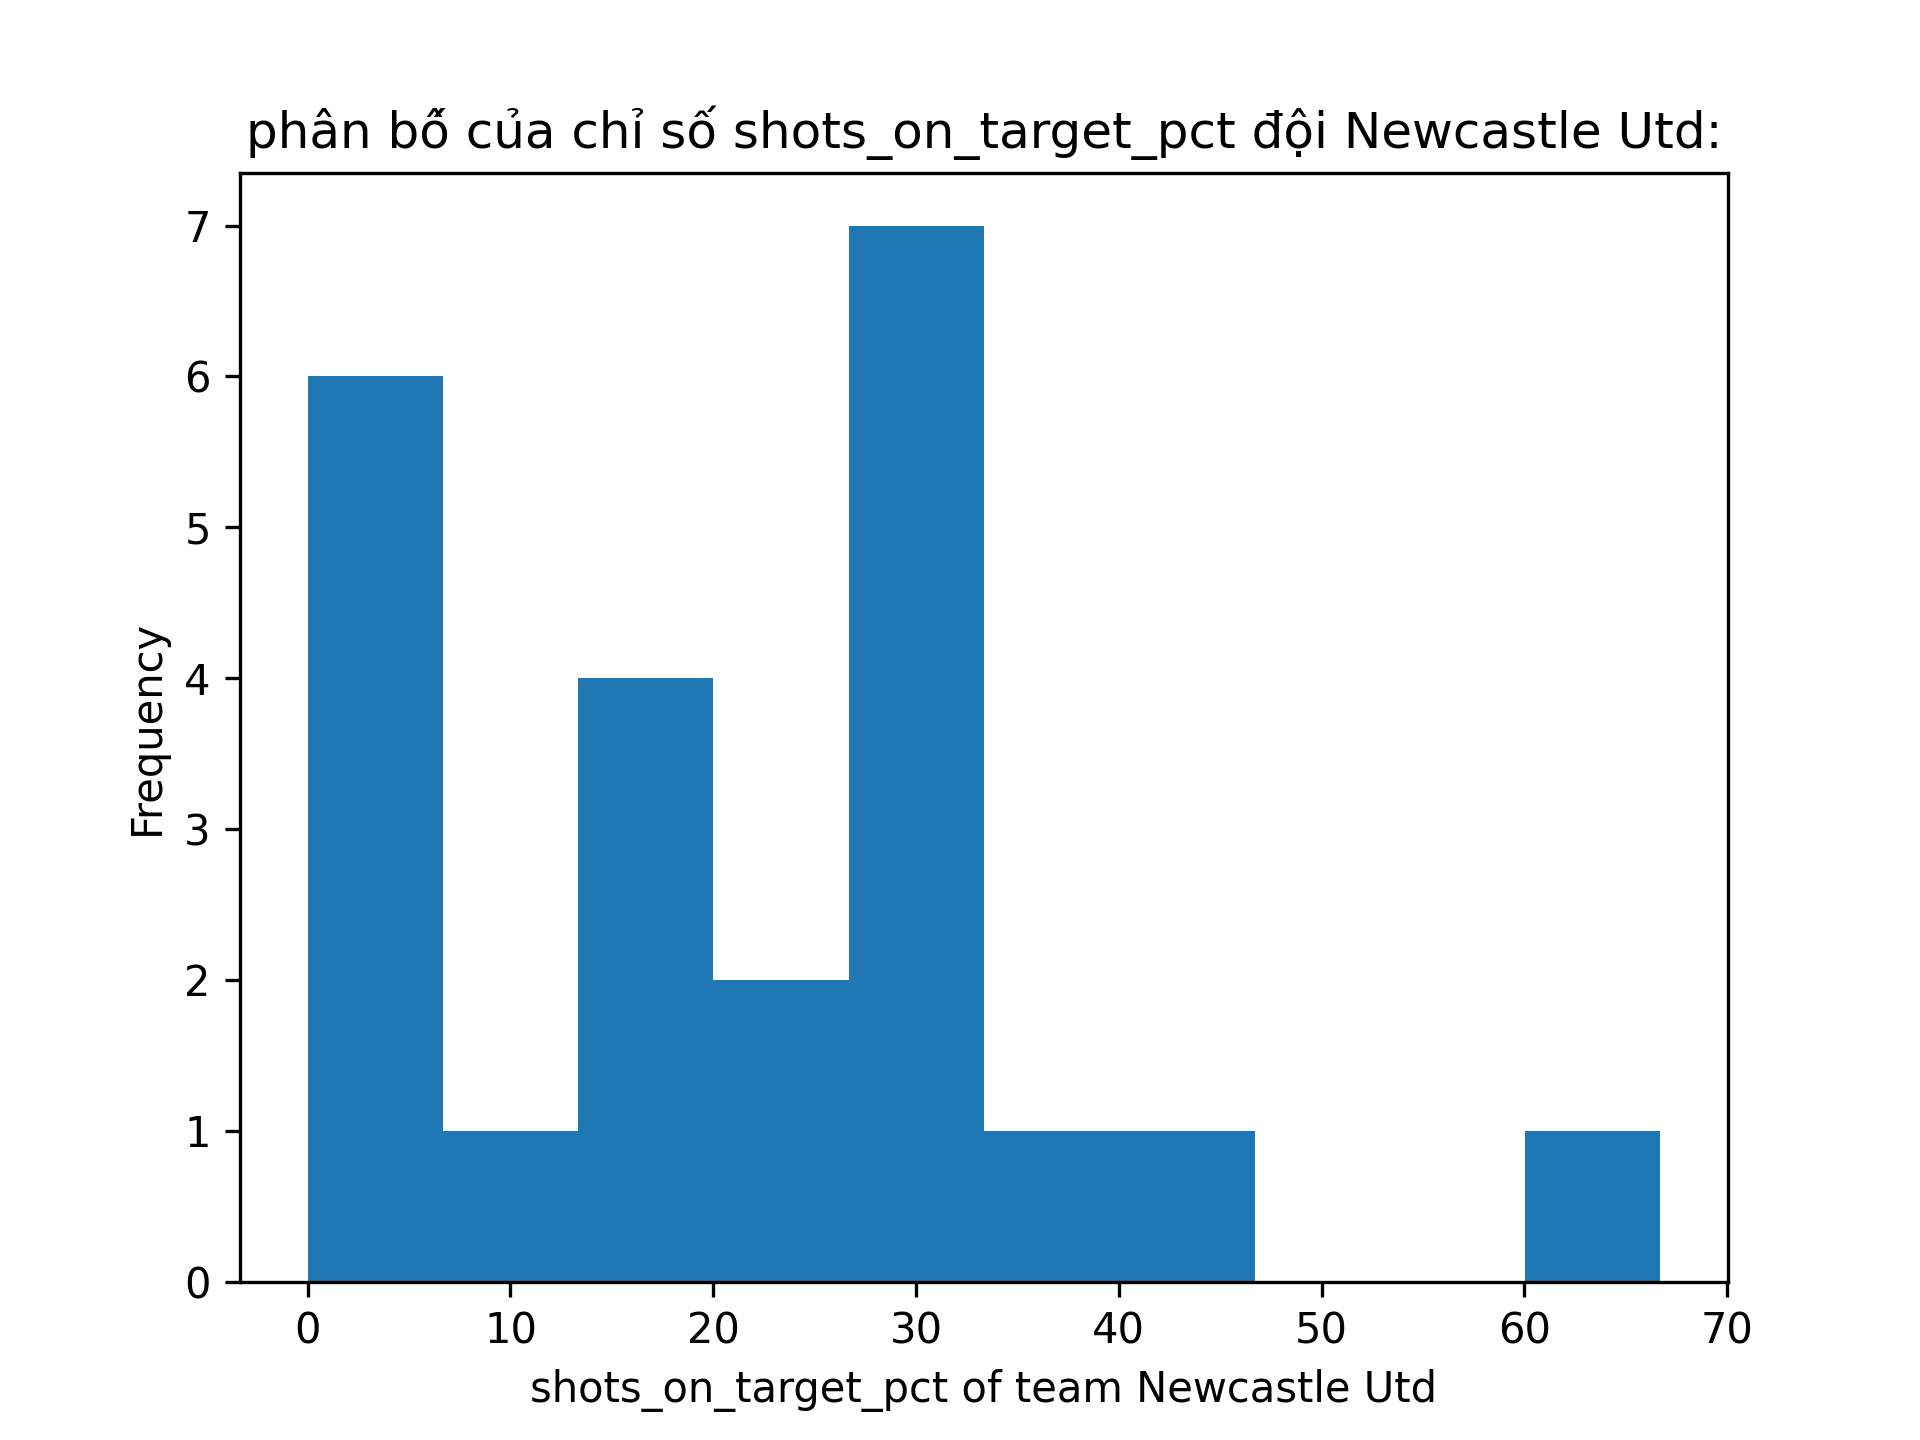 phân bỗ của chỉ số shots_on_target_pct đội Newcastle Utd:
7
6
5
4
3
2
1
0
Frequency
0 10 20 30 40 50 60 70
shots_on_target_pct of team Newcastle Utd